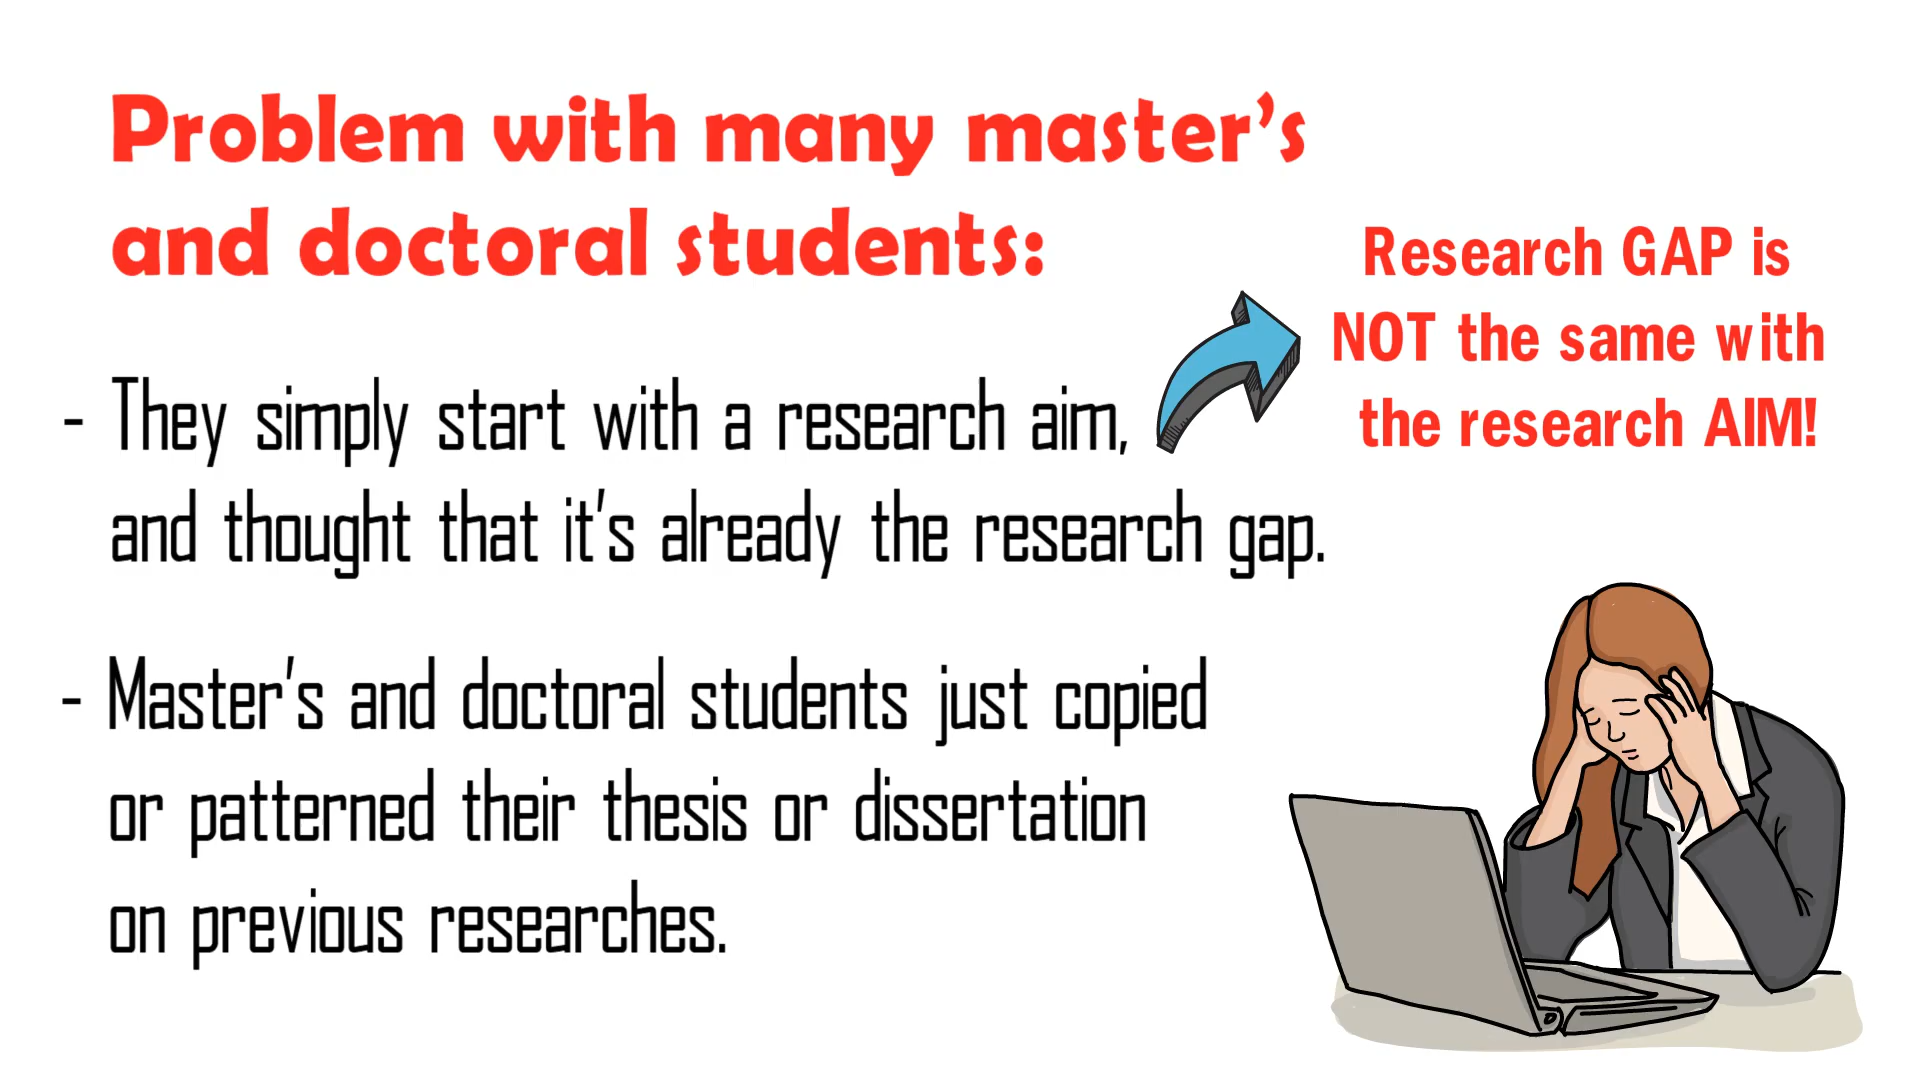 Problem with many master's
and doctoral students:
Research GAP is
NOT the same with
the research AIM!
- They simply start with a research aim,
and thought that it's already the research gap.
- Master's and doctoral students just copied
or patterned their thesis or dissertation
on previous researches.